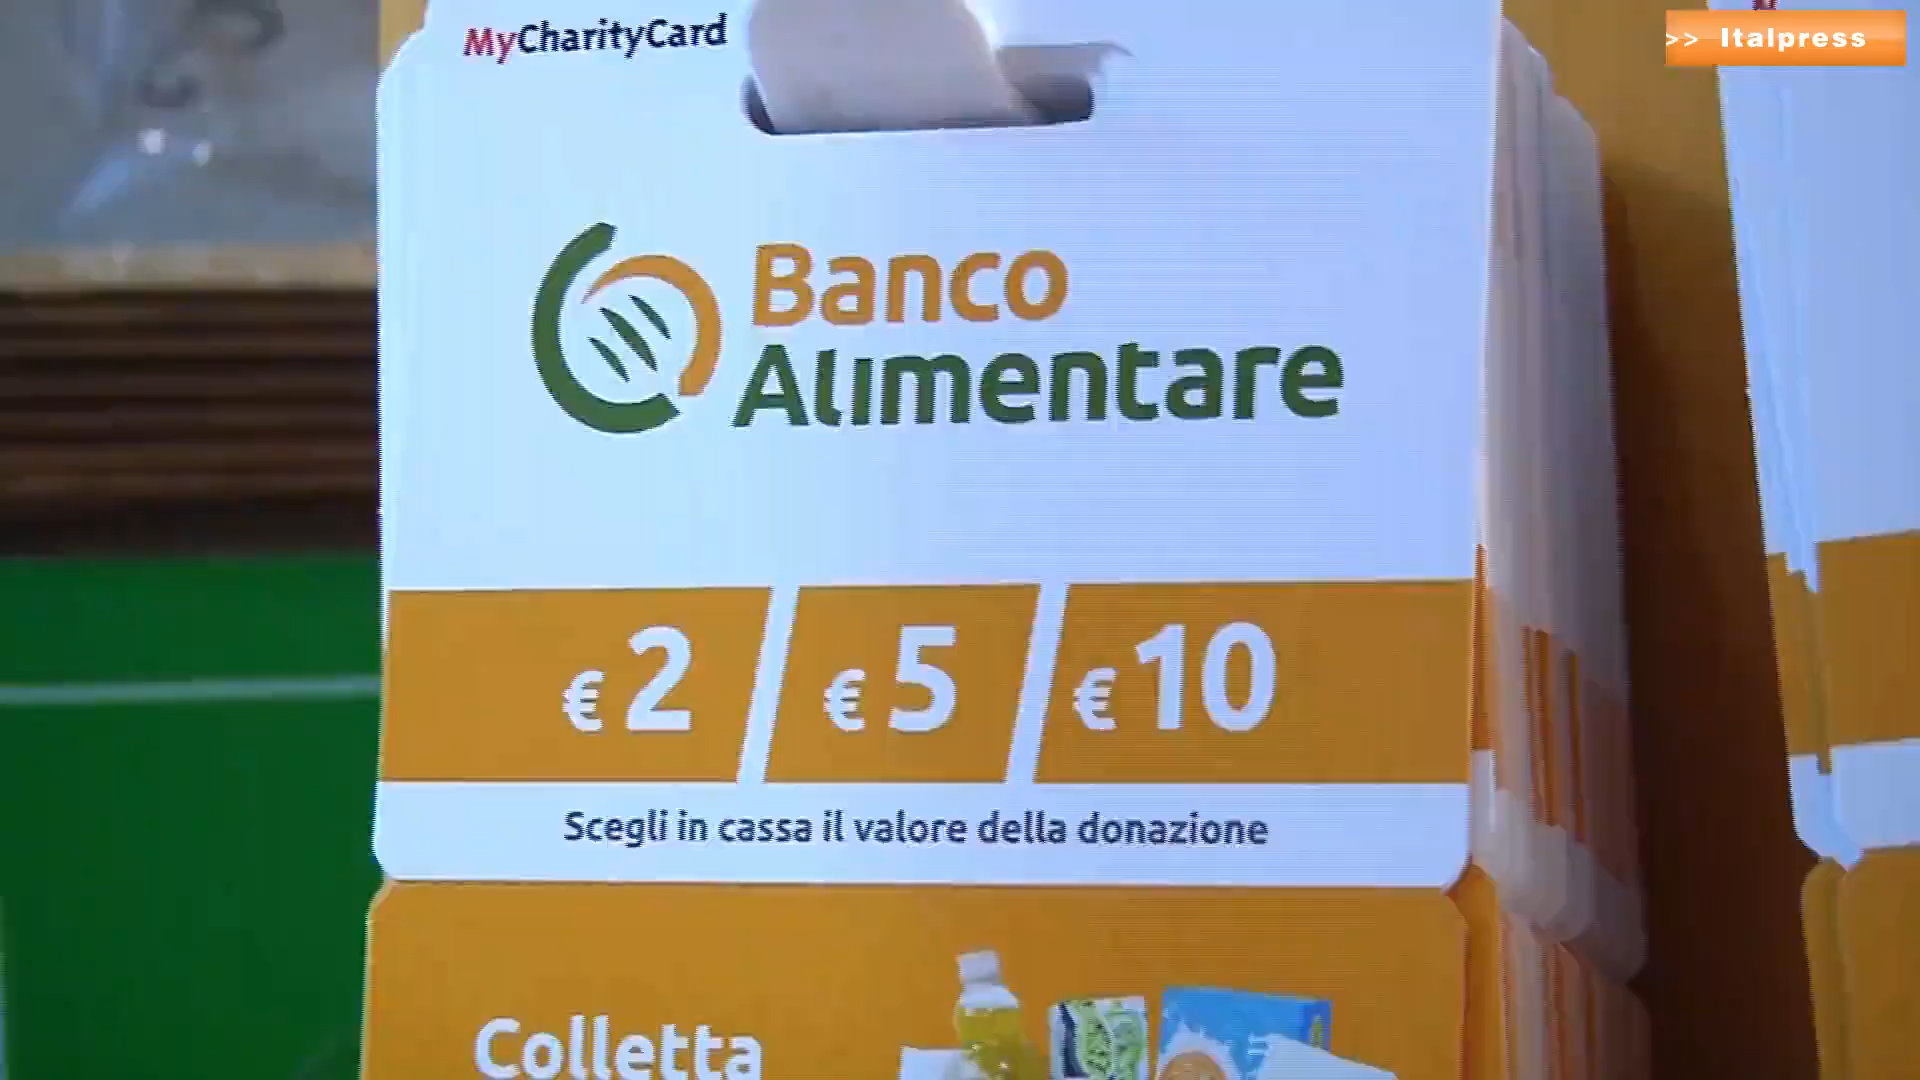 MyCharityCard
>> Italpress
Banco
Alimentare
€ 2
€ 5
€ 10
Scegli in cassa il valore della donazione
Colletta